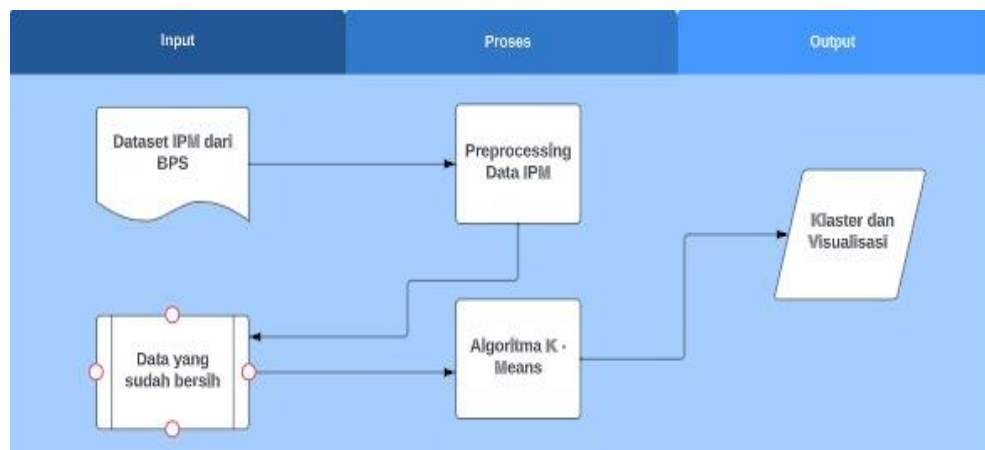 Input
Proses
Output
Dataset IPM dari
BPS
Preprocessing
Data IPM
Klaster dan
Visualisasi
Data yang
sudah bersih
Algoritma K -
Means